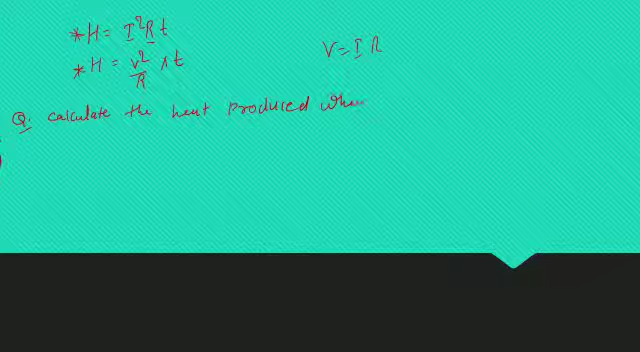 * H = I²Rt
V = IR
* H = V²/R × t
Q. calculate the heat produced when